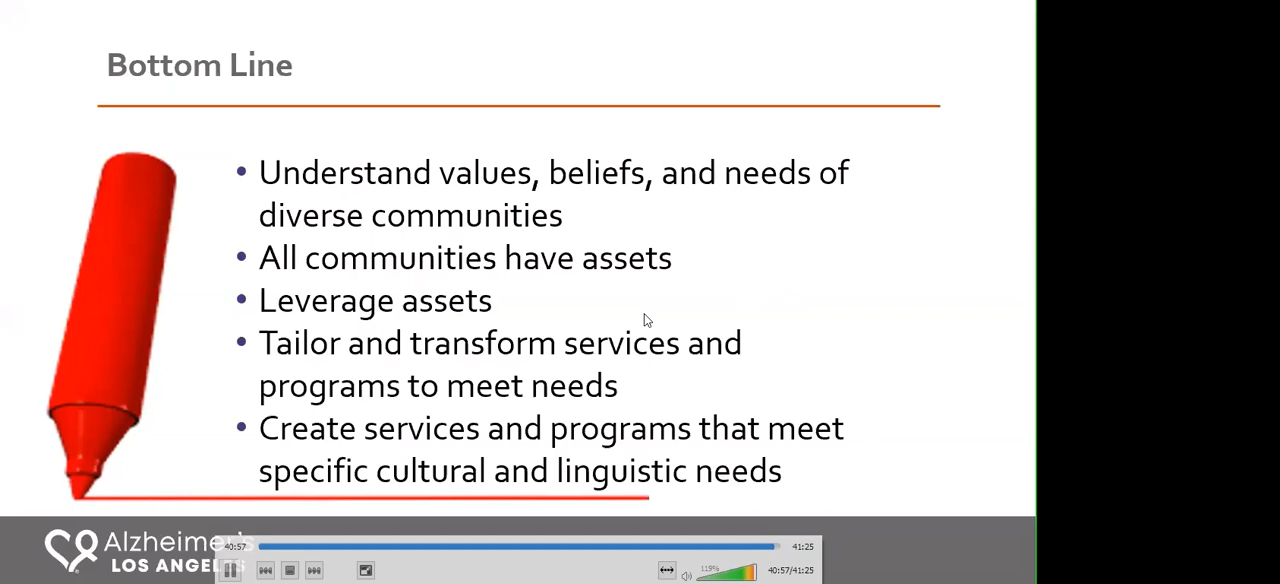 Bottom Line
• Understand values, beliefs, and needs of
diverse communities
• All communities have assets
• Leverage assets
• Tailor and transform services and
programs to meet needs
• Create services and programs that meet
specific cultural and linguistic needs
Alzheimer's
LOS ANGELES
40:57
41:25
119%
40:57/41:25